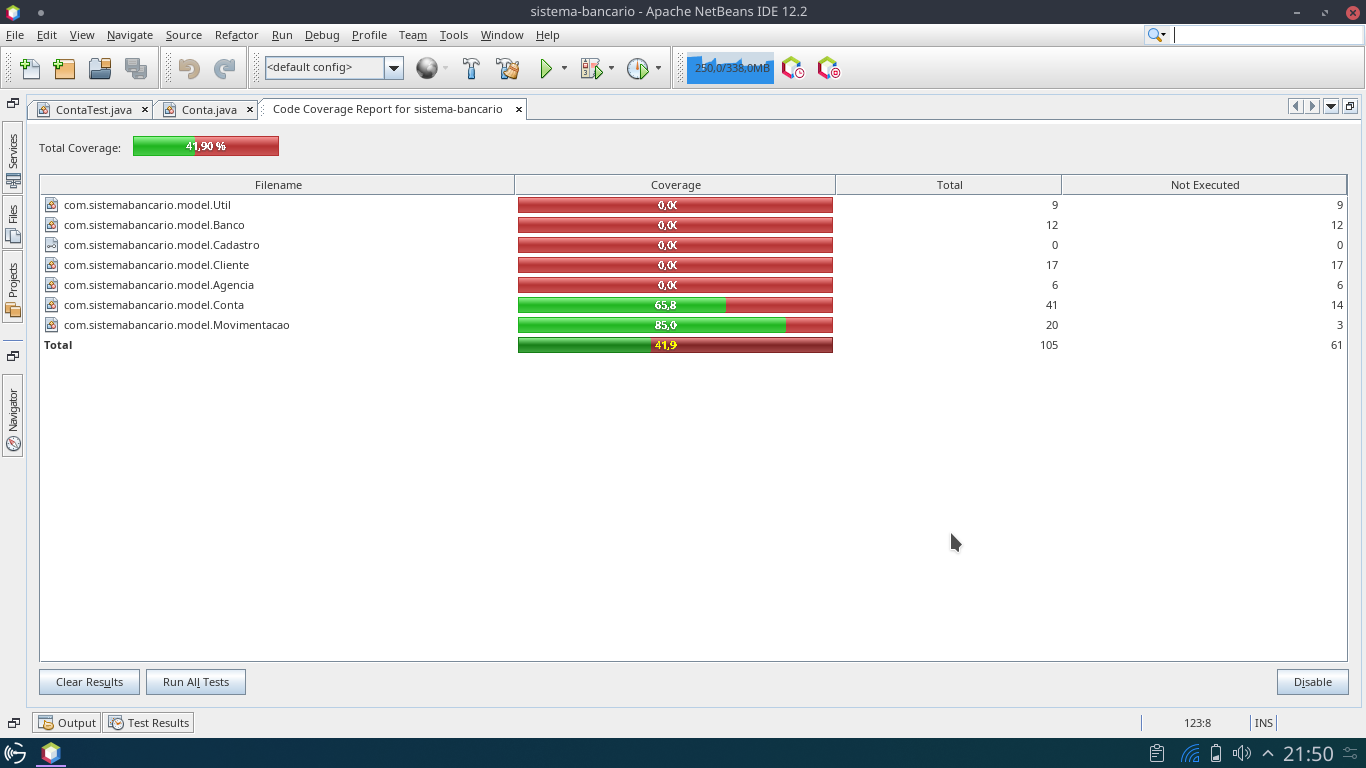 sistema-bancario - Apache NetBeans IDE 12.2
File Edit View Navigate Source Refactor Run Debug Profile Team Tools Window Help
<default config>
250,0/338,0MB
ContaTest.java Conta.java Code Coverage Report for sistema-bancario
Services
Files
Projects
Navigator
Total Coverage: 41,90 %
Filename Coverage Total Not Executed
com.sistemabancario.model.Util 0,0 9 9
com.sistemabancario.model.Banco 0,0 12 12
com.sistemabancario.model.Cadastro 0,0 0 0
com.sistemabancario.model.Cliente 0,0 17 17
com.sistemabancario.model.Agencia 0,0 6 6
com.sistemabancario.model.Conta 65,8 41 14
com.sistemabancario.model.Movimentacao 85,0 20 3
Total 41,9 105 61
Clear Results Run All Tests Disable
Output Test Results 123:8 INS
21:50